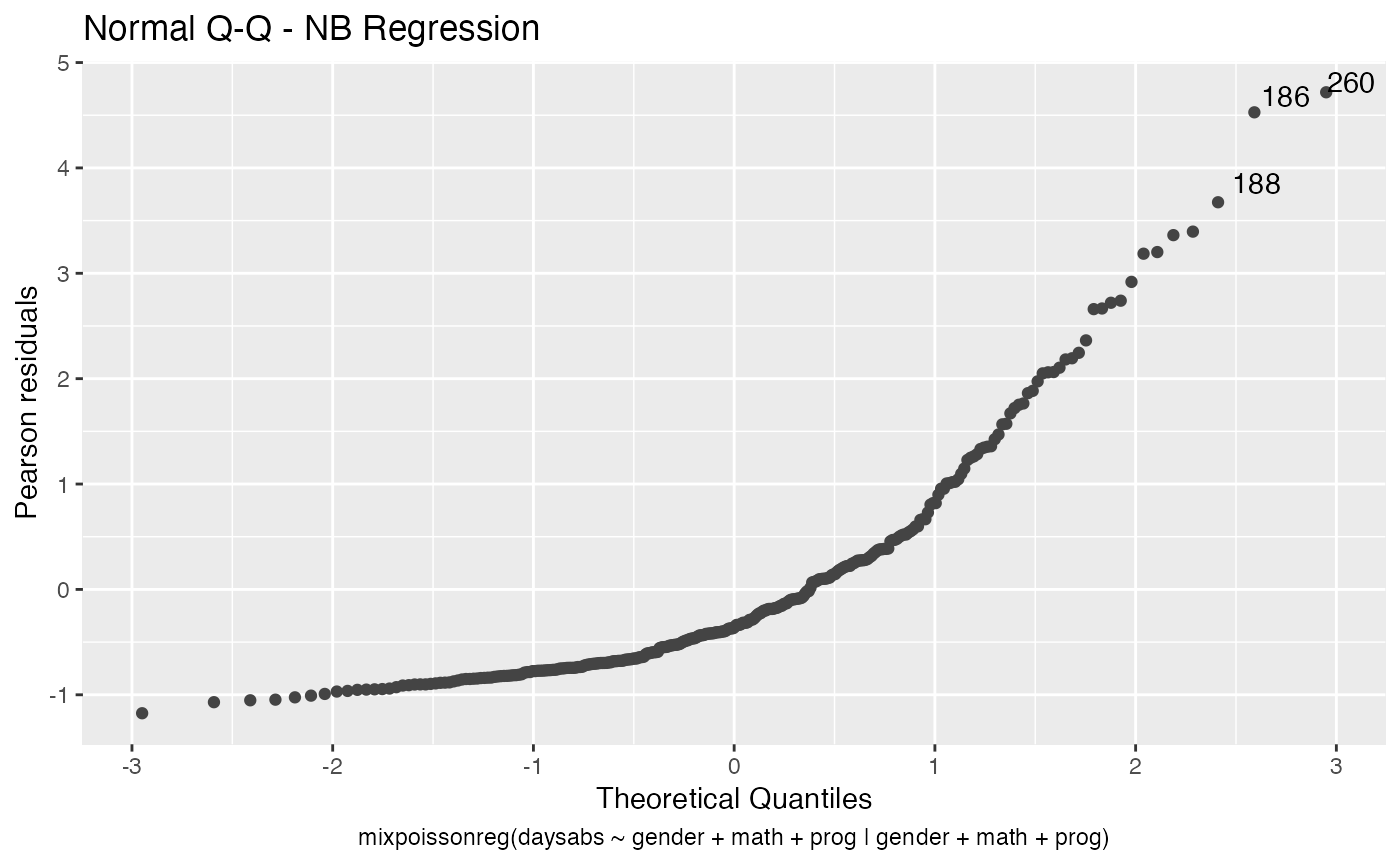 Normal Q-Q - NB Regression
5
260
186
4
188
3
2
1
0
-1
Pearson residuals
-3 -2 -1 0 1 2 3
Theoretical Quantiles
mixpoissonreg(daysabs ~ gender + math + prog | gender + math + prog)